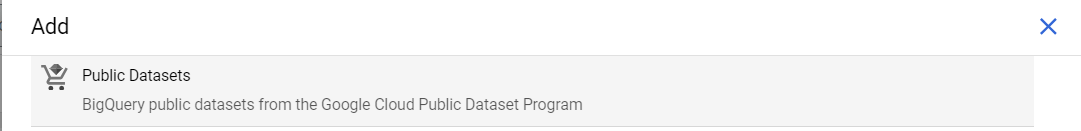 Add
Public Datasets
BigQuery public datasets from the Google Cloud Public Dataset Program